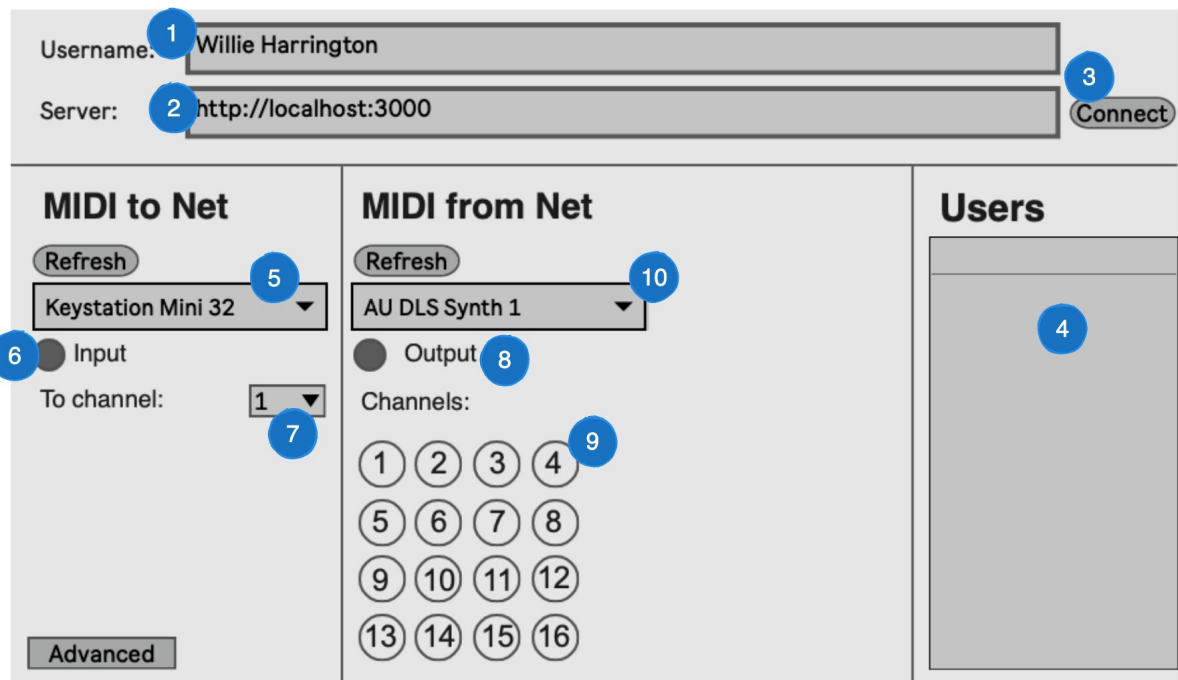 1
Username: Willie Harrington
3
Server: 2 http://localhost:3000 Connect
MIDI to Net
Refresh
5
Keystation Mini 32
6 Input
To channel: 1
7
Advanced
MIDI from Net
Refresh
10
AU DLS Synth 1
Output 8
Channels:
9
1 2 3 4
5 6 7 8
9 10 11 12
13 14 15 16
Users
4